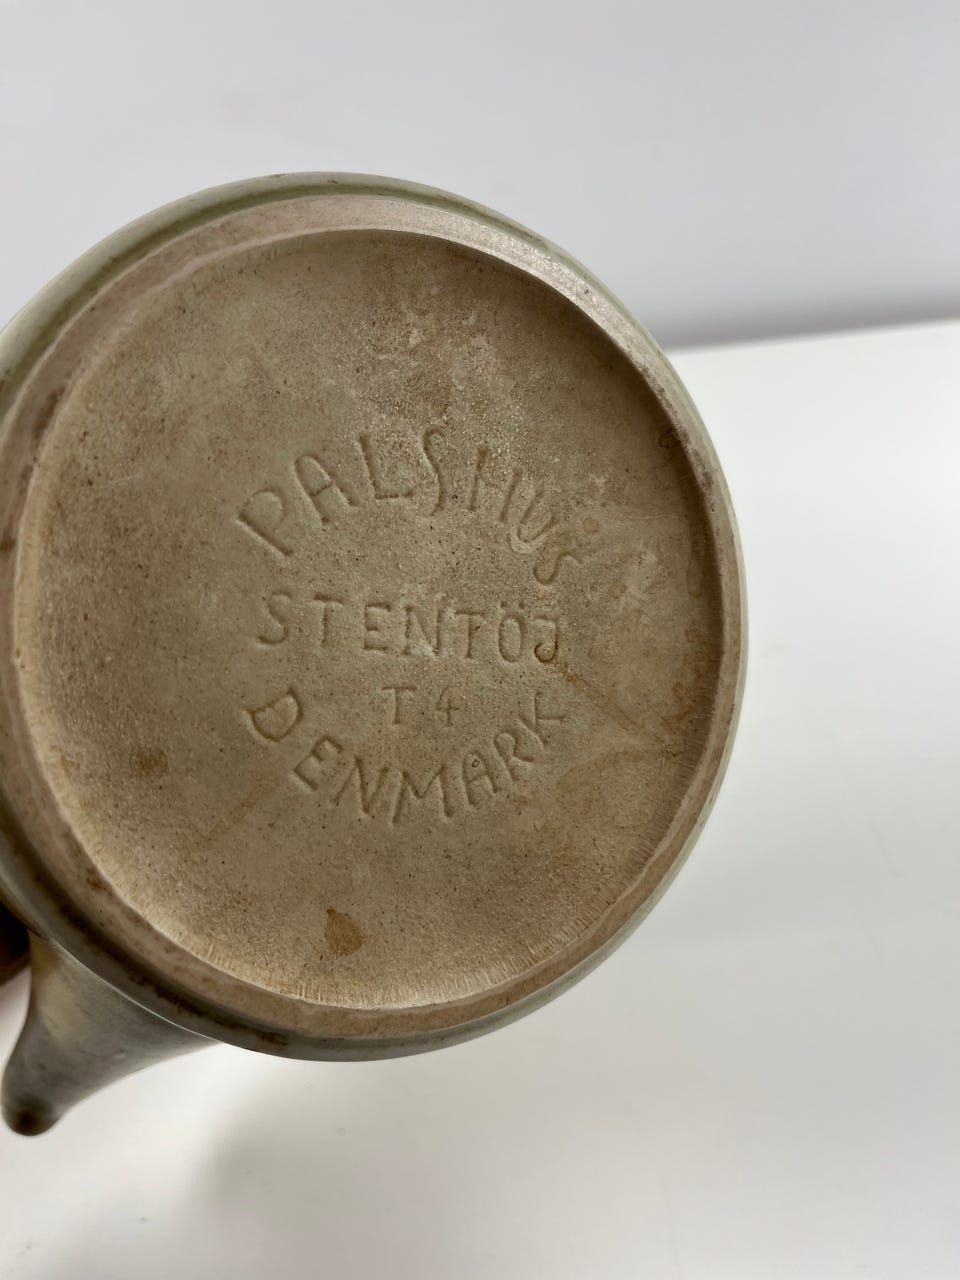 PALSHUS
STENTÖJ
T4
DENMARK